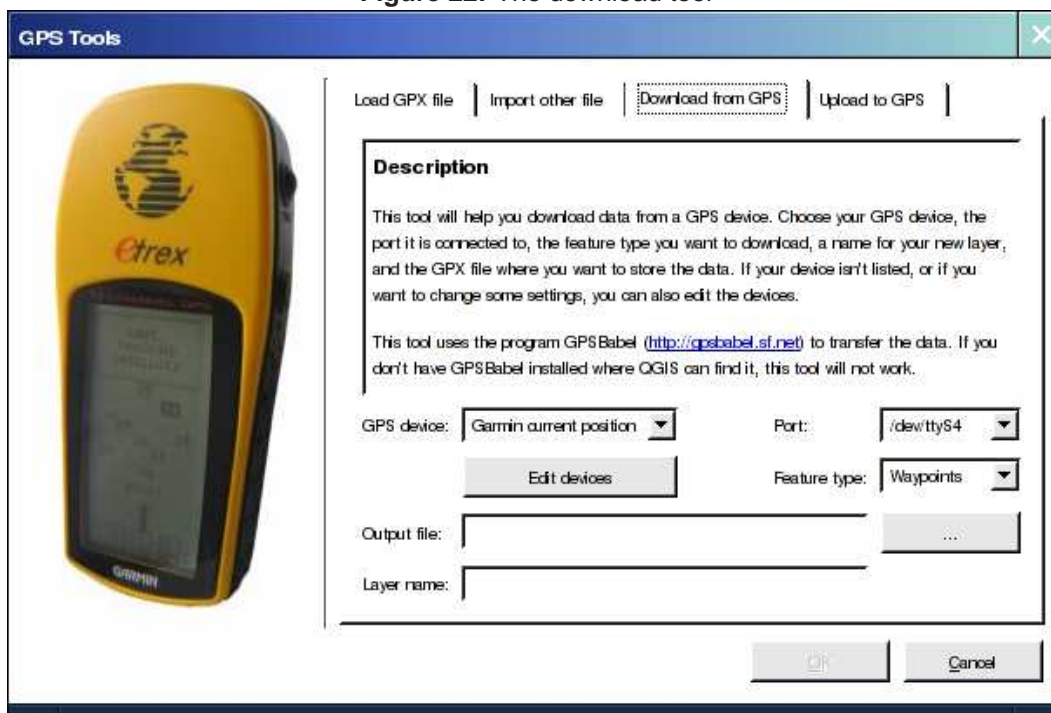 Figure 22: The download tool
GPS Tools
Load GPX file
Import other file
Download from GPS
Upload to GPS
Description
This tool will help you download data from a GPS device. Choose your GPS device, the
port it is connected to, the feature type you want to download, a name for your new layer,
and the GPX file where you want to store the data. If your device isn't listed, or if you
want to change some settings, you can also edit the devices.
This tool uses the program GPSBabel (http://gpsbabel.sf.net) to transfer the data. If you
don't have GPSBabel installed where QGIS can find it, this tool will not work.
GPS device: Garmin current position
Port: /dev/ttyS4
Edit devices
Feature type: Waypoints
Output file:
...
Layer name:
OK
Cancel
etrex
GARMIN